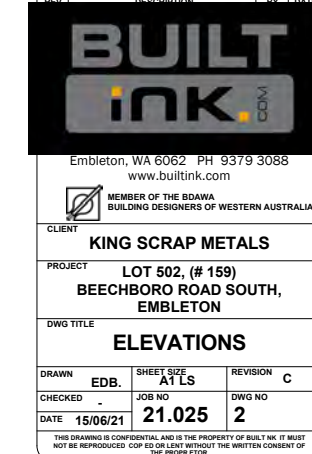 BUILT
INK.COM
Embleton, WA 6062 PH 9379 3088
www.builtink.com
MEMBER OF THE BDAWA
BUILDING DESIGNERS OF WESTERN AUSTRALIA
CLIENT
KING SCRAP METALS
PROJECT
LOT 502, (# 159)
BEECHBORO ROAD SOUTH,
EMBLETON
DWG TITLE
ELEVATIONS
DRAWN EDB.
SHEET SIZE A1 LS
REVISION C
CHECKED -
JOB NO 21.025
DWG NO 2
DATE 15/06/21
THIS DRAWING IS CONFIDENTIAL AND IS THE PROPERTY OF BUILT NK IT MUST
NOT BE REPRODUCED COP ED OR LENT WITHOUT THE WRITTEN CONSENT OF
THE PROPR ETOR